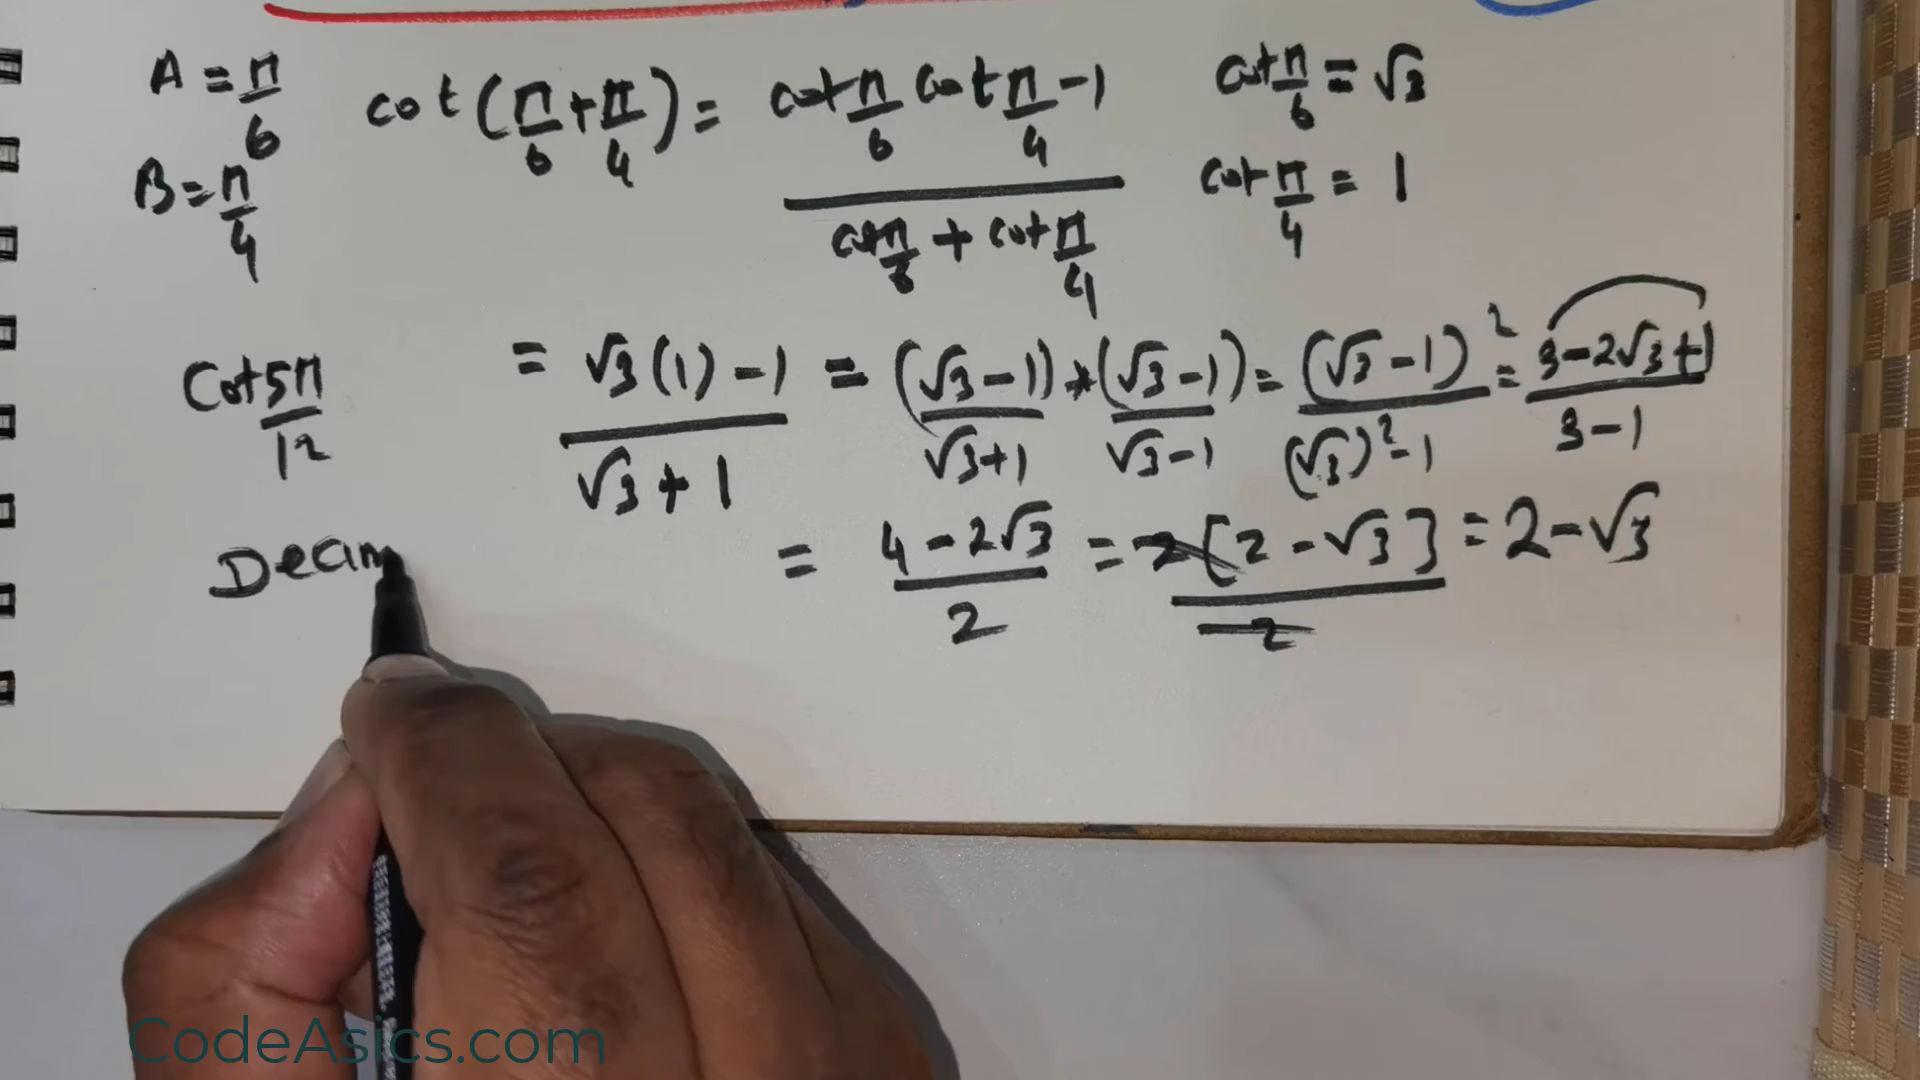 A = π/6 cot(π/6 + π/4) = (cot π/6 cot π/4 - 1)/(cot π/6 + cot π/4) cot π/6 = √3
B = π/4 cot π/4 = 1
Cot 5π/12 = (√3(1) - 1)/(√3 + 1) = (√3 - 1)/(√3 + 1) * (√3 - 1)/(√3 - 1) = (√3 - 1)²/((√3)² - 1) = (3 - 2√3 + 1)/(3 - 1)
= (4 - 2√3)/2 = 2[2 - √3]/2 = 2 - √3
Decim
CodeAsics.com